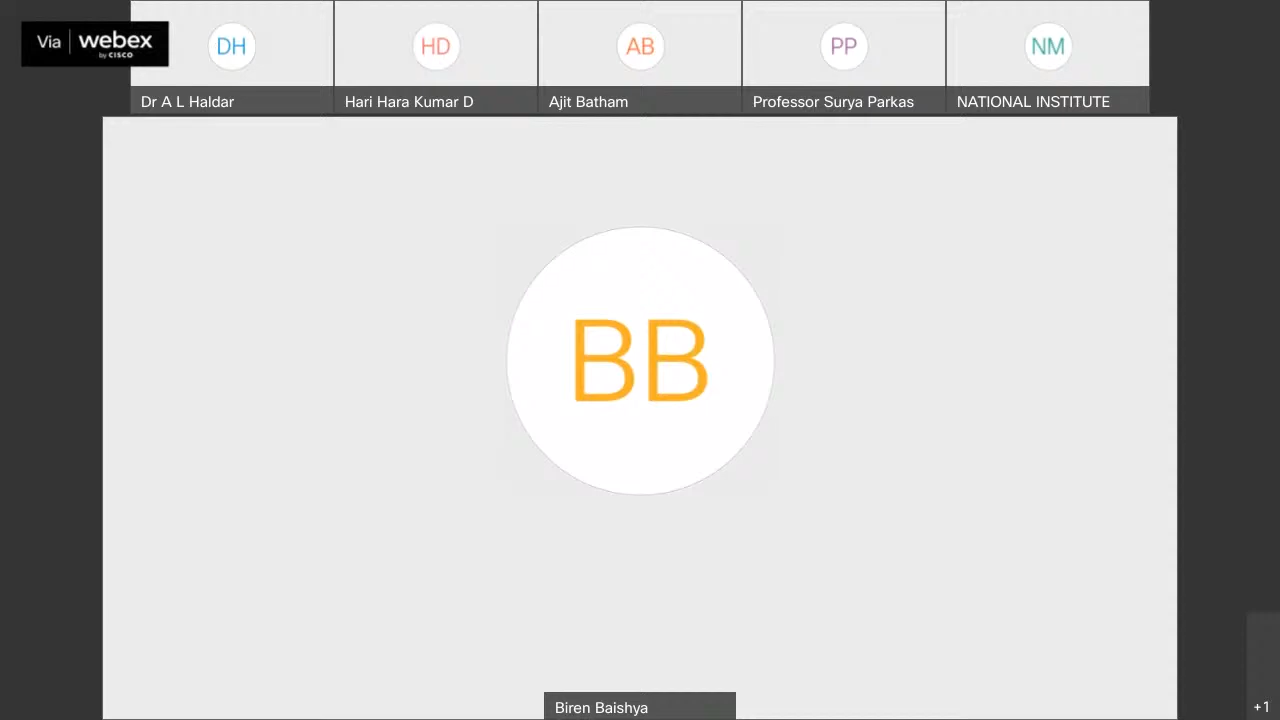 Via webex
by CISCO
DH
HD
AB
PP
NM
Dr A L Haldar
Hari Hara Kumar D
Ajit Batham
Professor Surya Parkas
NATIONAL INSTITUTE
BB
Biren Baishya
+1